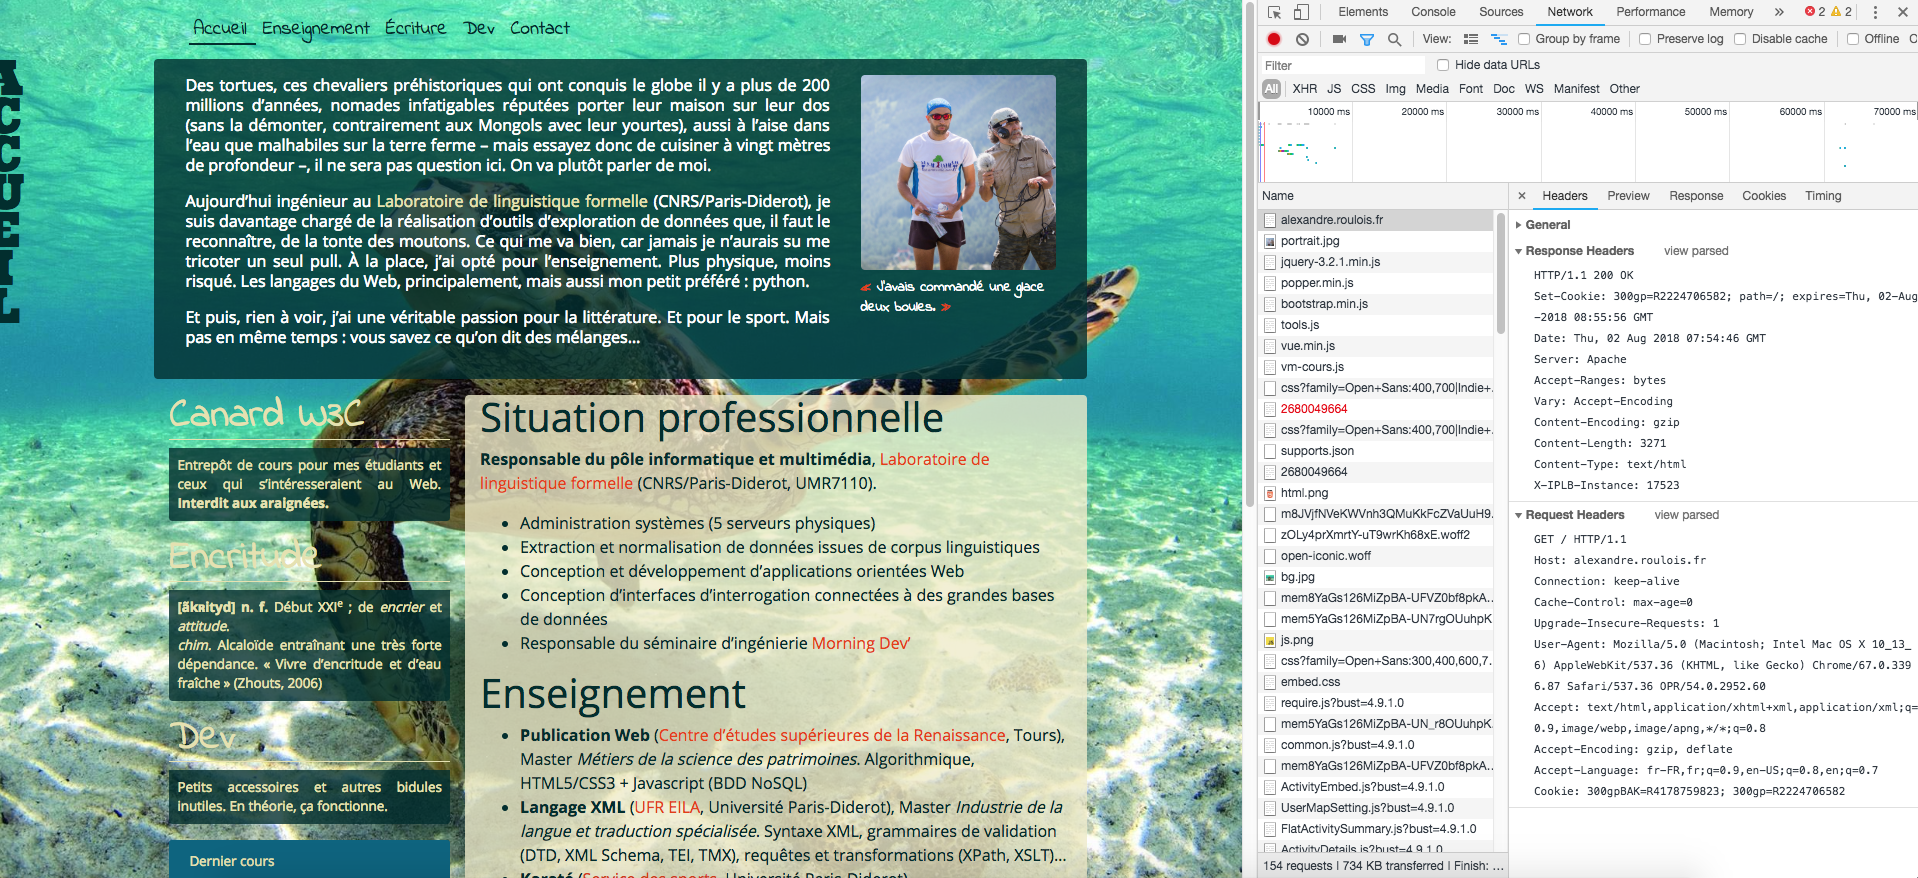 Accueil Enseignement Écriture Dev Contact
ACCUEIL
Des tortues, ces chevaliers préhistoriques qui ont conquis le globe il y a plus de 200
millions d’années, nomades infatigables réputées porter leur maison sur leur dos
(sans la démonter, contrairement aux Mongols avec leur yourtes), aussi à l’aise dans
l’eau que malhabiles sur la terre ferme – mais essayez donc de cuisiner à vingt mètres
de profondeur –, il ne sera pas question ici. On va plutôt parler de moi.
Aujourd’hui ingénieur au Laboratoire de linguistique formelle (CNRS/Paris-Diderot), je
suis davantage chargé de la réalisation d’outils d’exploration de données que, il faut le
reconnaître, de la tonte des moutons. Ce qui me va bien, car jamais je n’aurais su me
tricoter un seul pull. À la place, j’ai opté pour l’enseignement. Plus physique, moins
risqué. Les langages du Web, principalement, mais aussi mon petit préféré : python.
Et puis, rien à voir, j’ai une véritable passion pour la littérature. Et pour le sport. Mais
pas en même temps : vous savez ce qu’on dit des mélanges...
« J'avais commandé une glace
deux boules. »
Canard W3C
Entrepôt de cours pour mes étudiants et
ceux qui s’intéresseraient au Web.
Interdit aux araignées.
Encritude
[ãkʀityd] n. f. Début XXIe ; de encrier et
attitude.
chim. Alcaloïde entraînant une très forte
dépendance. « Vivre d’encritude et d’eau
fraîche » (Zhouts, 2006)
Dev
Petits accessoires et autres bidules
inutiles. En théorie, ça fonctionne.
Dernier cours
Situation professionnelle
Responsable du pôle informatique et multimédia, Laboratoire de
linguistique formelle (CNRS/Paris-Diderot, UMR7110).
• Administration systèmes (5 serveurs physiques)
• Extraction et normalisation de données issues de corpus linguistiques
• Conception et développement d’applications orientées Web
• Conception d’interfaces d’interrogation connectées à des grandes bases
de données
• Responsable du séminaire d’ingénierie Morning Dev’
Enseignement
• Publication Web (Centre d’études supérieures de la Renaissance, Tours),
Master Métiers de la science des patrimoines. Algorithmique,
HTML5/CSS3 + Javascript (BDD NoSQL)
• Langage XML (UFR EILA, Université Paris-Diderot), Master Industrie de la
langue et traduction spécialisée. Syntaxe XML, grammaires de validation
(DTD, XML Schema, TEI, TMX), requêtes et transformations (XPath, XSLT)...
• Karaté (Service des sports, Université Paris-Diderot)
Elements Console Sources Network Performance Memory » 2 2
View: Group by frame Preserve log Disable cache Offline
Filter Hide data URLs
All XHR JS CSS Img Media Font Doc WS Manifest Other
10000 ms 20000 ms 30000 ms 40000 ms 50000 ms 60000 ms 70000 ms
Name
alexandre.roulois.fr
portrait.jpg
jquery-3.2.1.min.js
popper.min.js
bootstrap.min.js
tools.js
vue.min.js
vm-cours.js
css?family=Open+Sans:400,700|Indie+...
2680049664
css?family=Open+Sans:400,700|Indie+...
supports.json
2680049664
html.png
m8JVjfNVeKWVnh3QMuKkFcZVaUuH9...
zOLy4prXmrtY-uT9wrKh68xE.woff2
open-iconic.woff
bg.jpg
mem8YaGs126MiZpBA-UFVZ0bf8pkA...
mem5YaGs126MiZpBA-UN7rgOUuhpK
js.png
css?family=Open+Sans:300,400,600,7...
embed.css
require.js?bust=4.9.1.0
mem5YaGs126MiZpBA-UN_r8OUuhpK
common.js?bust=4.9.1.0
mem8YaGs126MiZpBA-UFVZ0bf8pkA...
ActivityEmbed.js?bust=4.9.1.0
UserMapSetting.js?bust=4.9.1.0
FlatActivitySummary.js?bust=4.9.1.0
ActivityDetails.js?bust=4.9.1.0
154 requests | 734 KB transferred | Finish: ...
Headers Preview Response Cookies Timing
General
Response Headers view parsed
HTTP/1.1 200 OK
Set-Cookie: 300gp=R2224706582; path=/; expires=Thu, 02-Aug
-2018 08:55:56 GMT
Date: Thu, 02 Aug 2018 07:54:46 GMT
Server: Apache
Accept-Ranges: bytes
Vary: Accept-Encoding
Content-Encoding: gzip
Content-Length: 3271
Content-Type: text/html
X-IPLB-Instance: 17523
Request Headers view parsed
GET / HTTP/1.1
Host: alexandre.roulois.fr
Connection: keep-alive
Cache-Control: max-age=0
Upgrade-Insecure-Requests: 1
User-Agent: Mozilla/5.0 (Macintosh; Intel Mac OS X 10_13_
6) AppleWebKit/537.36 (KHTML, like Gecko) Chrome/67.0.339
6.87 Safari/537.36 OPR/54.0.2952.60
Accept: text/html,application/xhtml+xml,application/xml;q=
0.9,image/webp,image/apng,*/*;q=0.8
Accept-Encoding: gzip, deflate
Accept-Language: fr-FR,fr;q=0.9,en-US;q=0.8,en;q=0.7
Cookie: 300gpBAK=R4178759823; 300gp=R2224706582